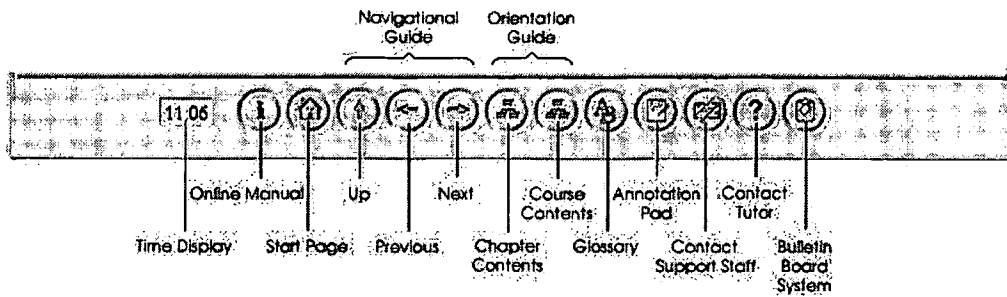 Navigational Orientation
Guide Guide
11:06
Online Manual Up Next Course Annotation Contact
Contents Pad Tutor
Time Display Start Page Previous Chapter Glossary Contact Bulletin
Contents Support Staff Board
System